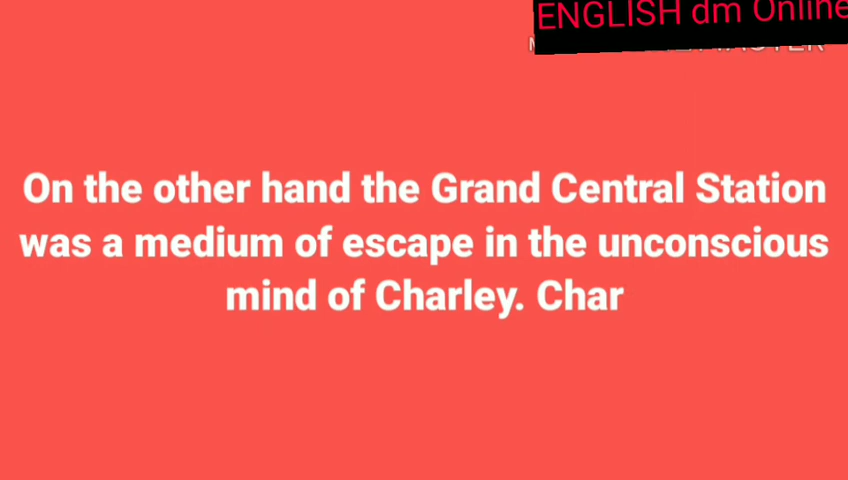 ENGLISH dm Online
On the other hand the Grand Central Station
was a medium of escape in the unconscious
mind of Charley. Char